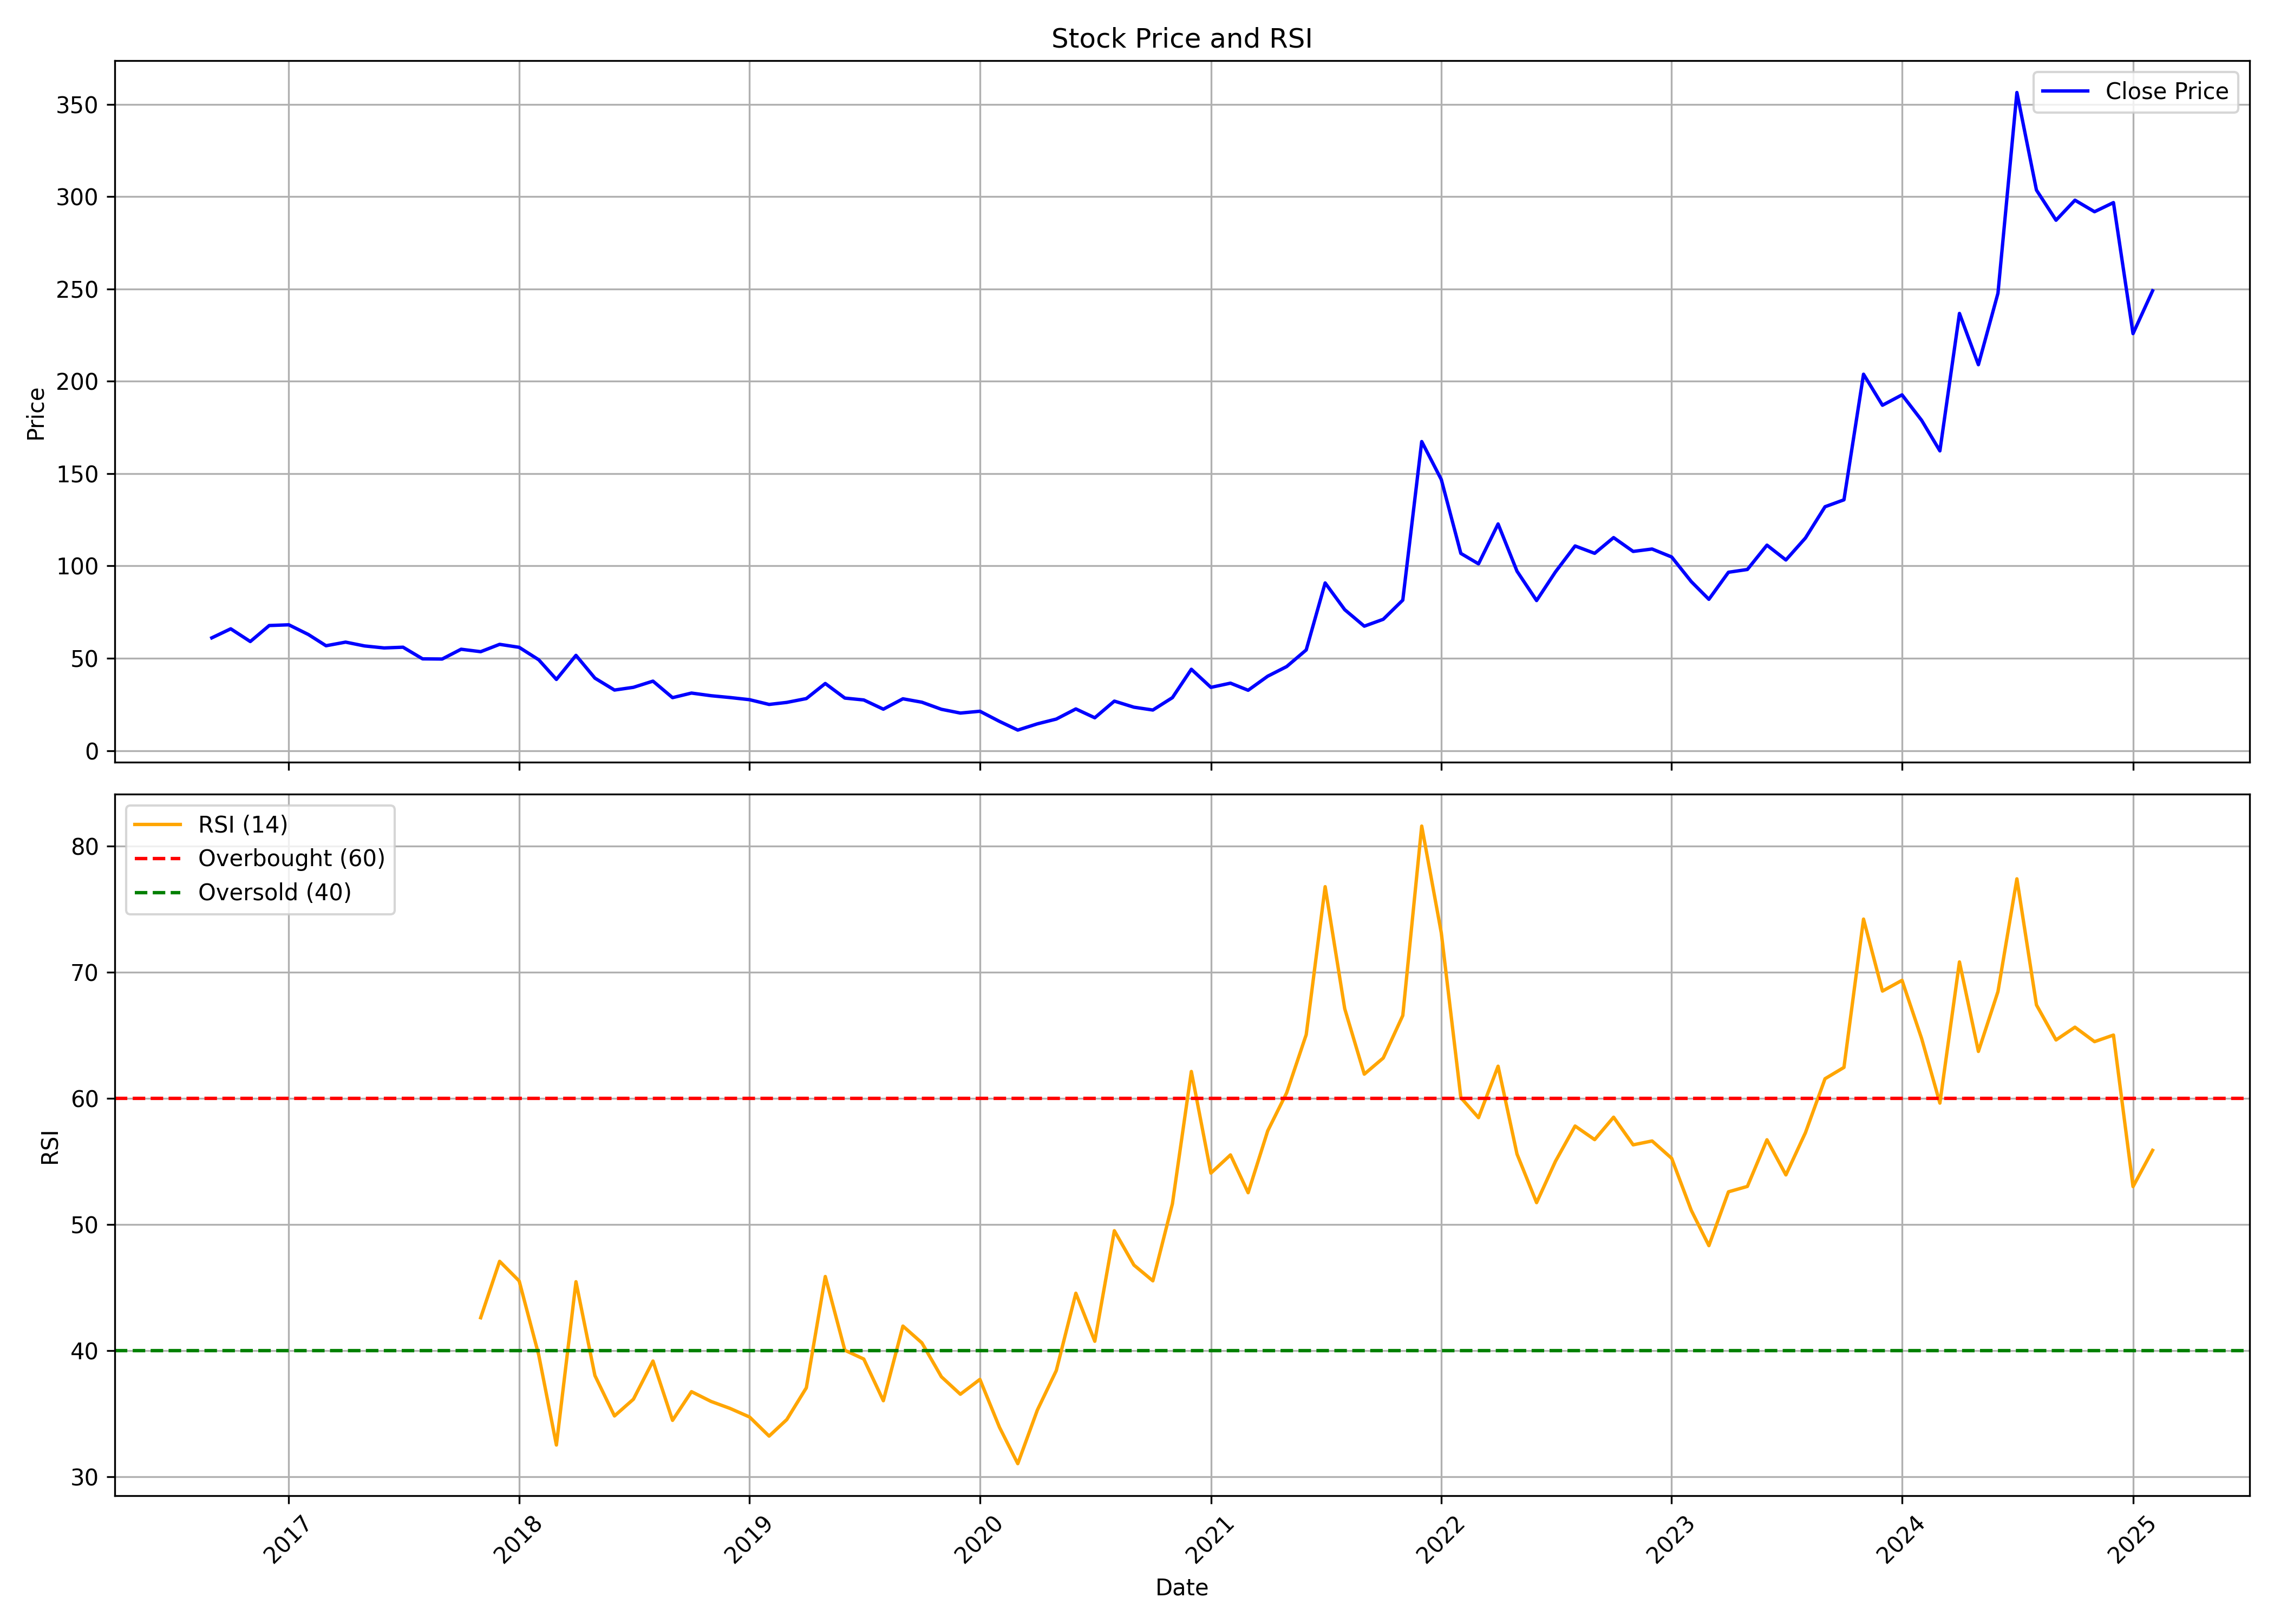 Stock Price and RSI
Close Price
350
300
250
200
150
100
50
0
Price
RSI (14)
Overbought (60)
Oversold (40)
80
70
60
50
40
30
RSI
2017
2018
2019
2020
2021
2022
2023
2024
2025
Date